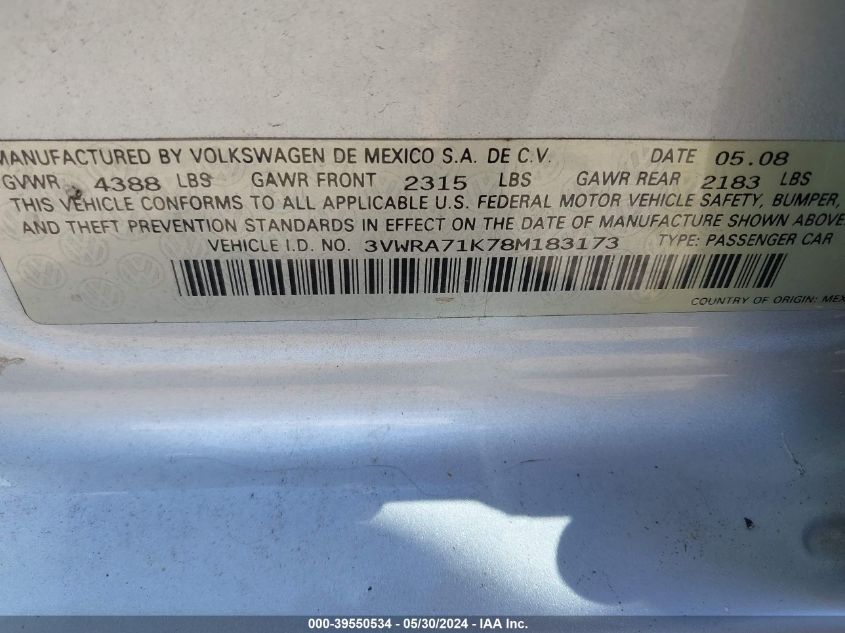 MANUFACTURED BY VOLKSWAGEN DE MEXICO S.A. DE C.V. DATE 05.08
GVWR 4388 LBS GAWR FRONT 2315 LBS GAWR REAR 2183 LBS
THIS VEHICLE CONFORMS TO ALL APPLICABLE U.S. FEDERAL MOTOR VEHICLE SAFETY, BUMPER,
AND THEFT PREVENTION STANDARDS IN EFFECT ON THE DATE OF MANUFACTURE SHOWN ABOVE
VEHICLE I.D. NO. 3VWRA71K78M183173 TYPE: PASSENGER CAR
COUNTRY OF ORIGIN: MEX
000-39550534 - 05/30/2024 - IAA Inc.